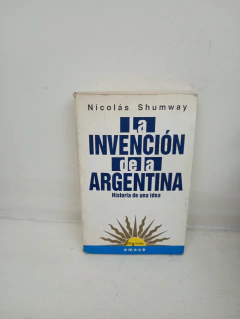 Nicolás Shumway
La
INVENCIÓN
de la
ARGENTINA
Historia de una idea
emecé